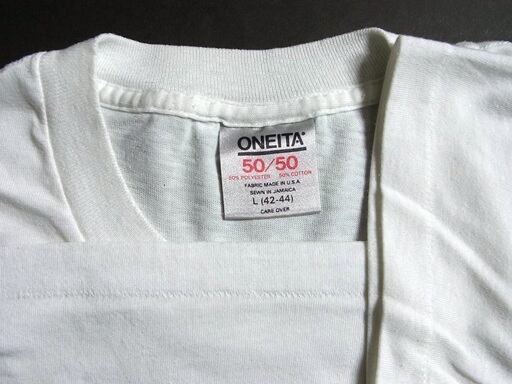 ONEITA®
50/50
50% POLYESTER 50% COTTON
FABRIC MADE IN U.S.A.
SEWN IN JAMAICA
L (42-44)
CARE OVER